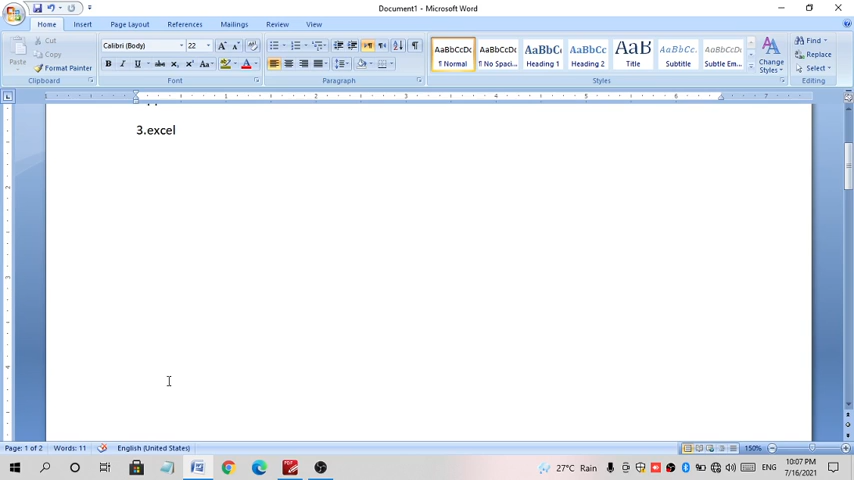 Document1 - Microsoft Word
Home Insert Page Layout References Mailings Review View
Paste
Cut
Copy
Format Painter
Clipboard
Calibri (Body) 22
Font
Paragraph
AaBbCcDc AaBbCcDc AaBbCc AaBbCc AaB AaBbCc. AaBbCcDc
¶ Normal ¶ No Spaci... Heading 1 Heading 2 Title Subtitle Subtle Em...
Change Styles
Styles
Find
Replace
Select
Editing
3.excel
Page: 1 of 2 Words: 11 English (United States) 150%
27°C Rain ENG 10:07 PM
7/16/2021